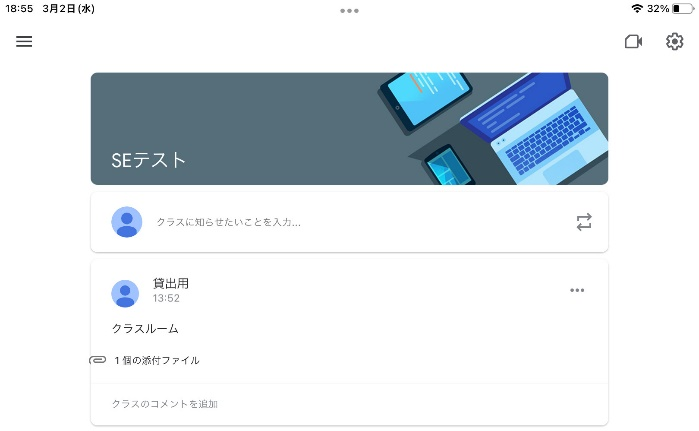 18:55 3月2日(水)
32%
SEテスト
クラスに知らせたいことを入力...
貸出用
13:52
クラスルーム
1 個の添付ファイル
クラスのコメントを追加